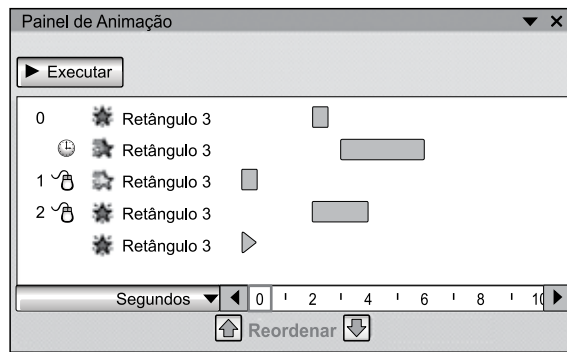 Painel de Animação
Executar
0 Retângulo 3
Retângulo 3
1 Retângulo 3
2 Retângulo 3
Retângulo 3
Segundos 0 2 4 6 8 10
Reordenar